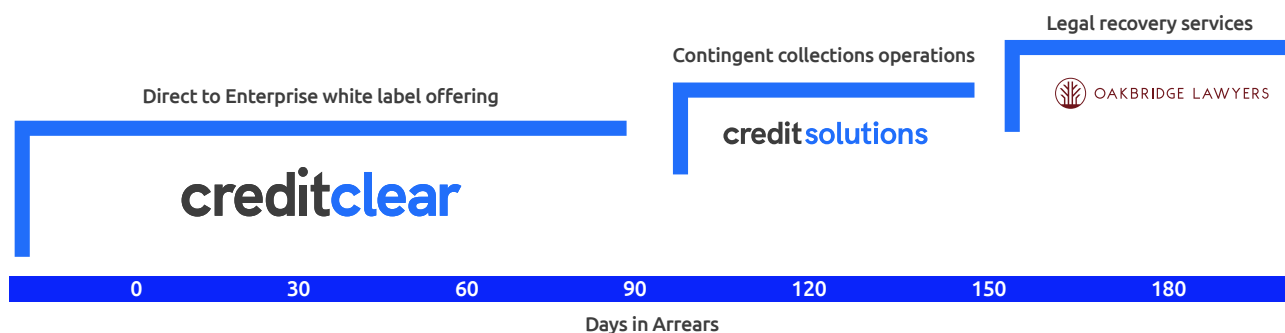 Legal recovery services
Contingent collections operations
Direct to Enterprise white label offering
OAKBRIDGE LAWYERS
creditsolutions
creditclear
0 30 60 90 120 150 180
Days in Arrears